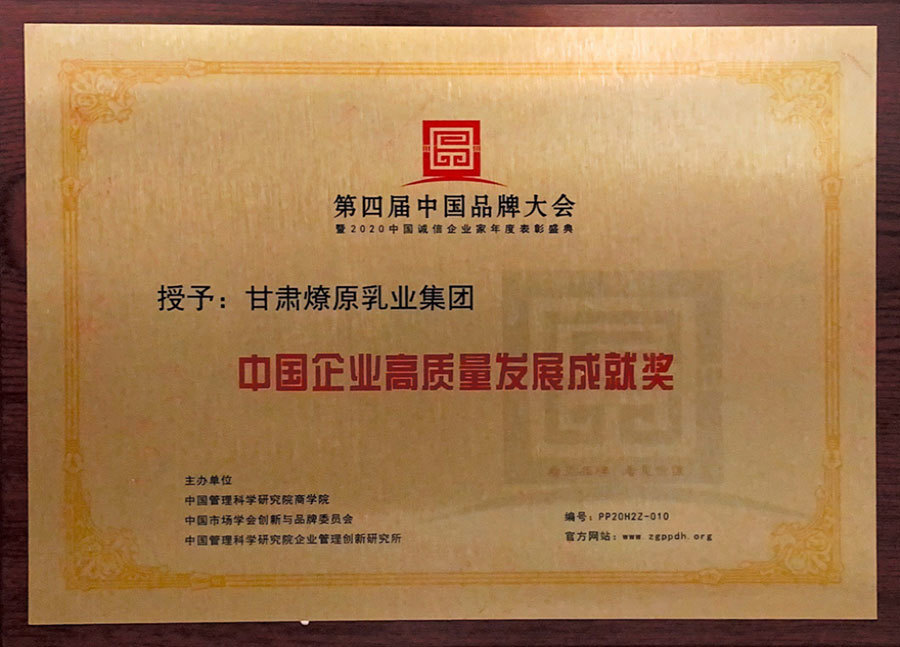 第四届中国品牌大会
暨2020中国诚信企业家年度表彰盛典
授予：甘肃燎原乳业集团
中国企业高质量发展成就奖
主办单位
中国管理科学研究院商学院
中国市场学会创新与品牌委员会
中国管理科学研究院企业管理创新研究所
编号：PP20H2Z-010
官方网站：www.zgppdh.org